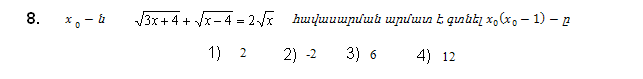 8. x₀ – և √(3x + 4) + √(x – 4) = 2√x հավասարման արմատ է գտնել x₀(x₀ – 1) – ը
1) 2 2) -2 3) 6 4) 12